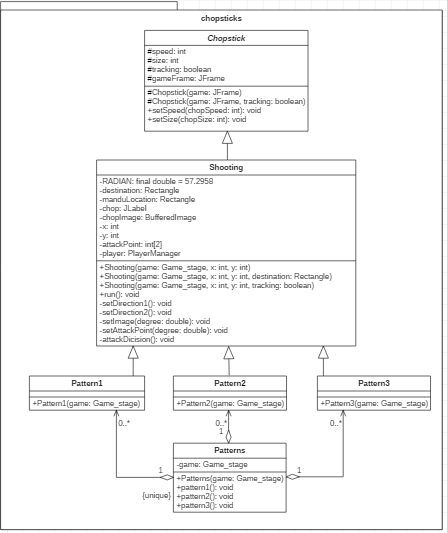 chopsticks
Chopstick
#speed: int
#size: int
#tracking: boolean
#gameFrame: JFrame
#Chopstick(game: JFrame)
#Chopstick(game: JFrame, tracking: boolean)
+setSpeed(chopSpeed: int): void
+setSize(chopSize: int): void
Shooting
-RADIAN: final double = 57.2958
-destination: Rectangle
-manduLocation: Rectangle
-chop: JLabel
-chopImage: BufferedImage
-x: int
-y: int
-attackPoint: int[2]
-player: PlayerManager
+Shooting(game: Game_stage, x: int, y: int)
+Shooting(game: Game_stage, x: int, y: int, destination: Rectangle)
+Shooting(game: Game_stage, x: int, y: int, tracking: boolean)
+run(): void
-setDirection1(): void
-setDirection2(): void
-setImage(degree: double): void
-setAttackPoint(degree: double): void
-attackDicision(): void
Pattern1
+Pattern1(game: Game_stage)
Pattern2
+Pattern2(game: Game_stage)
Pattern3
+Pattern3(game: Game_stage)
0..*
0..*
0..*
1
1
1
Patterns
-game: Game_stage
+Patterns(game: Game_stage)
+pattern1(): void
+pattern2(): void
+pattern3(): void
{unique}